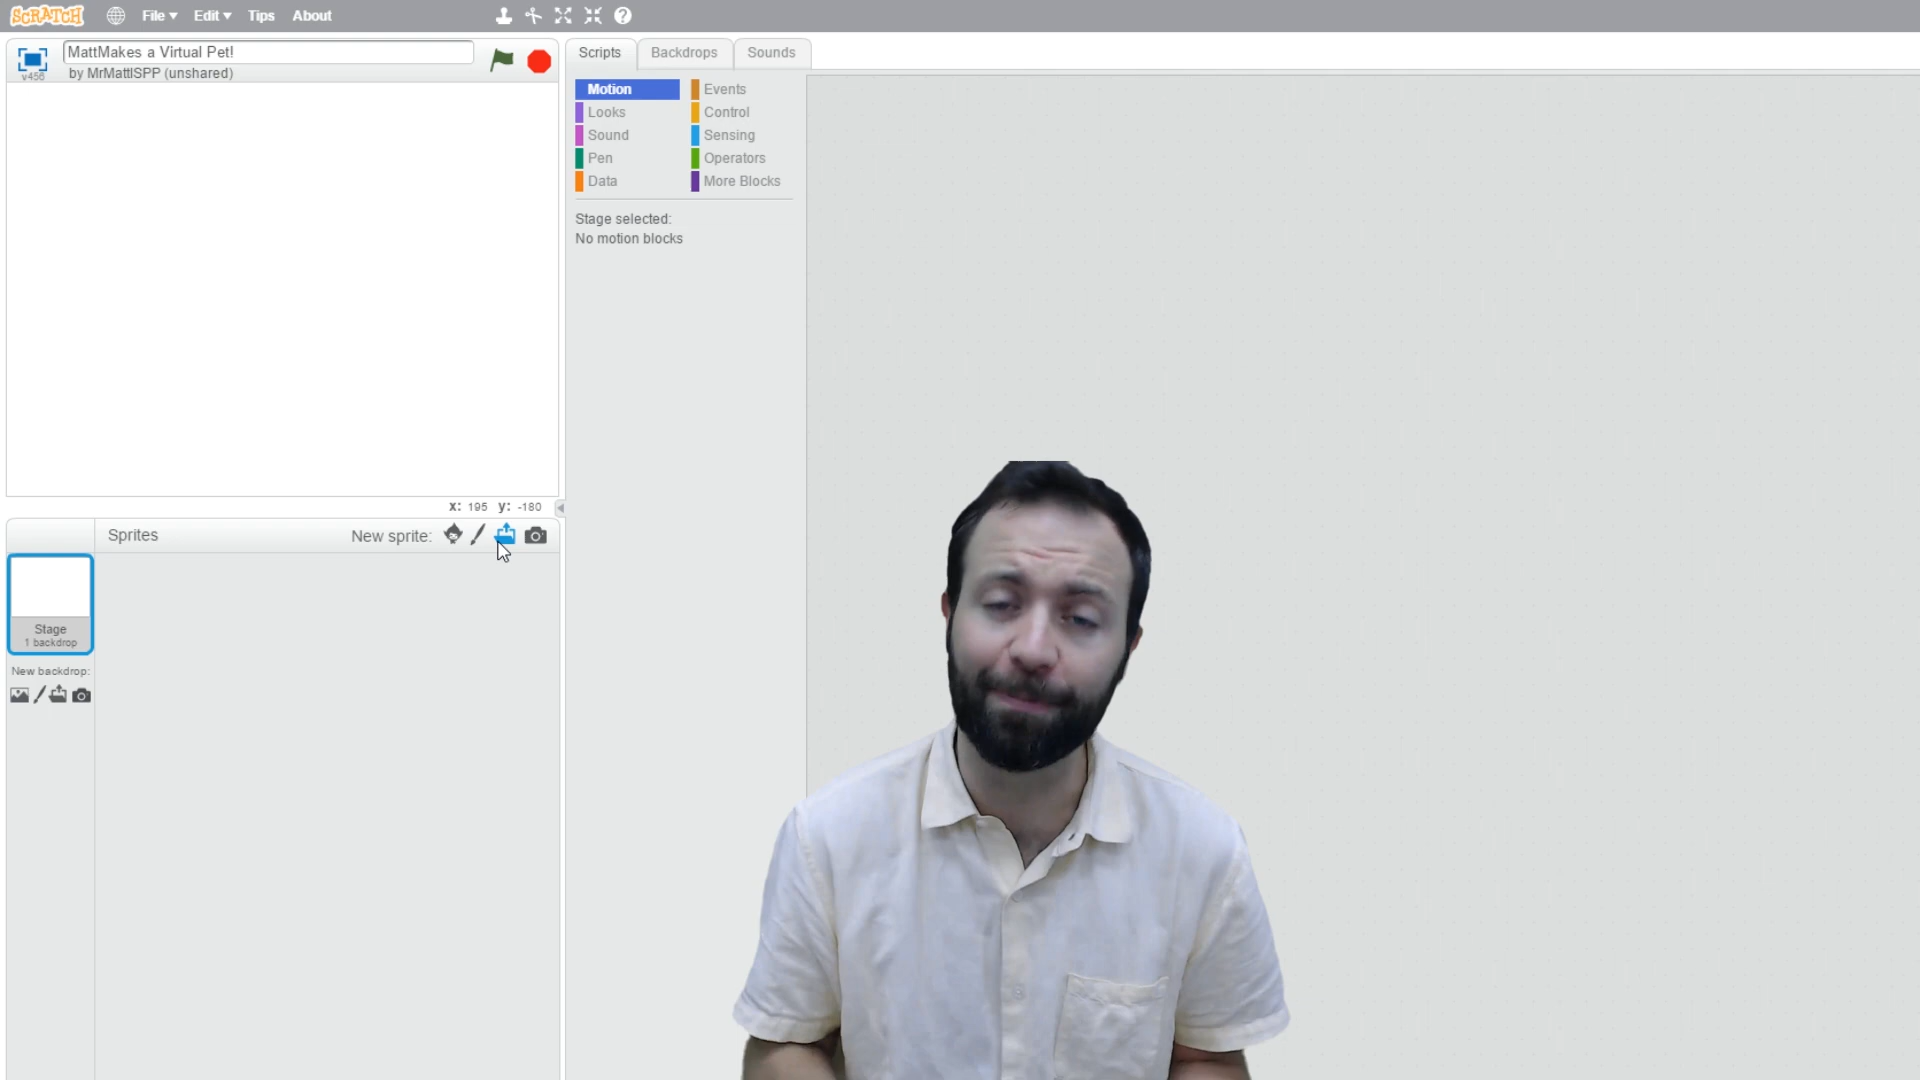 SCRATCH File Edit Tips About
MattMakes a Virtual Pet!
by MrMattISPP (unshared)
v456
Scripts Backdrops Sounds
Motion Events
Looks Control
Sound Sensing
Pen Operators
Data More Blocks
Stage selected:
No motion blocks
x: 195 y: -180
Sprites New sprite:
Stage
1 backdrop
New backdrop: